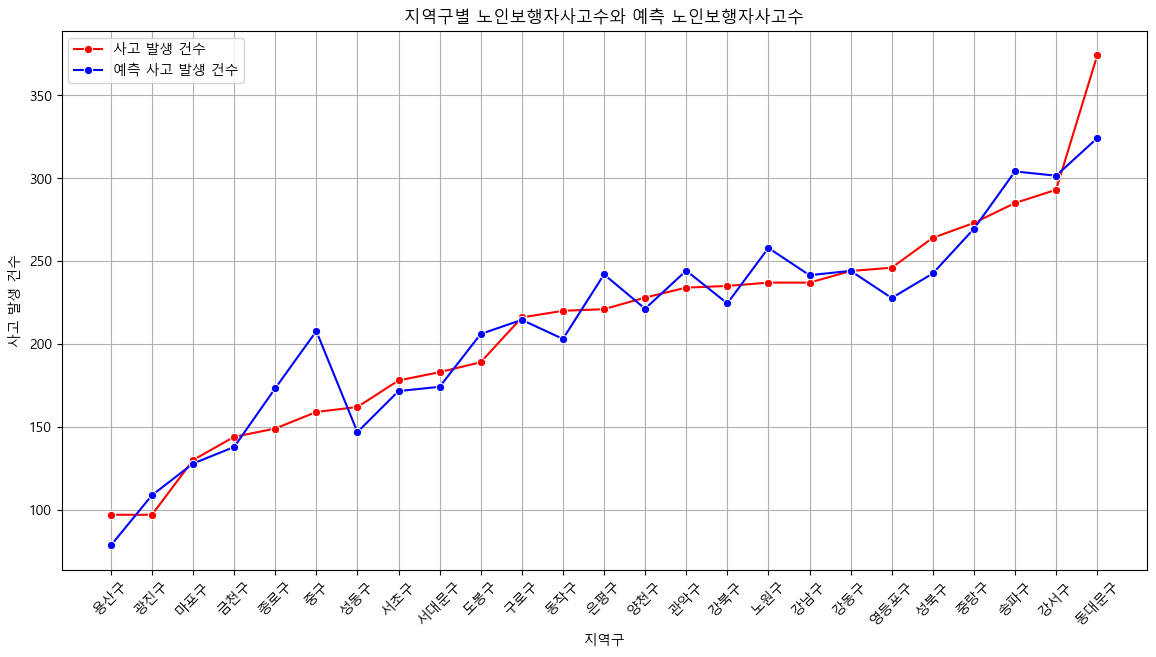 지역구별 노인보행자사고수와 예측 노인보행자사고수
사고 발생 건수
예측 사고 발생 건수
사고 발생 건수
350
300
250
200
150
100
용산구
광진구
마포구
금천구
종로구
중구
성동구
서초구
서대문구
도봉구
구로구
동작구
은평구
양천구
관악구
강북구
노원구
강남구
강동구
영등포구
성북구
중랑구
송파구
강서구
동대문구
지역구